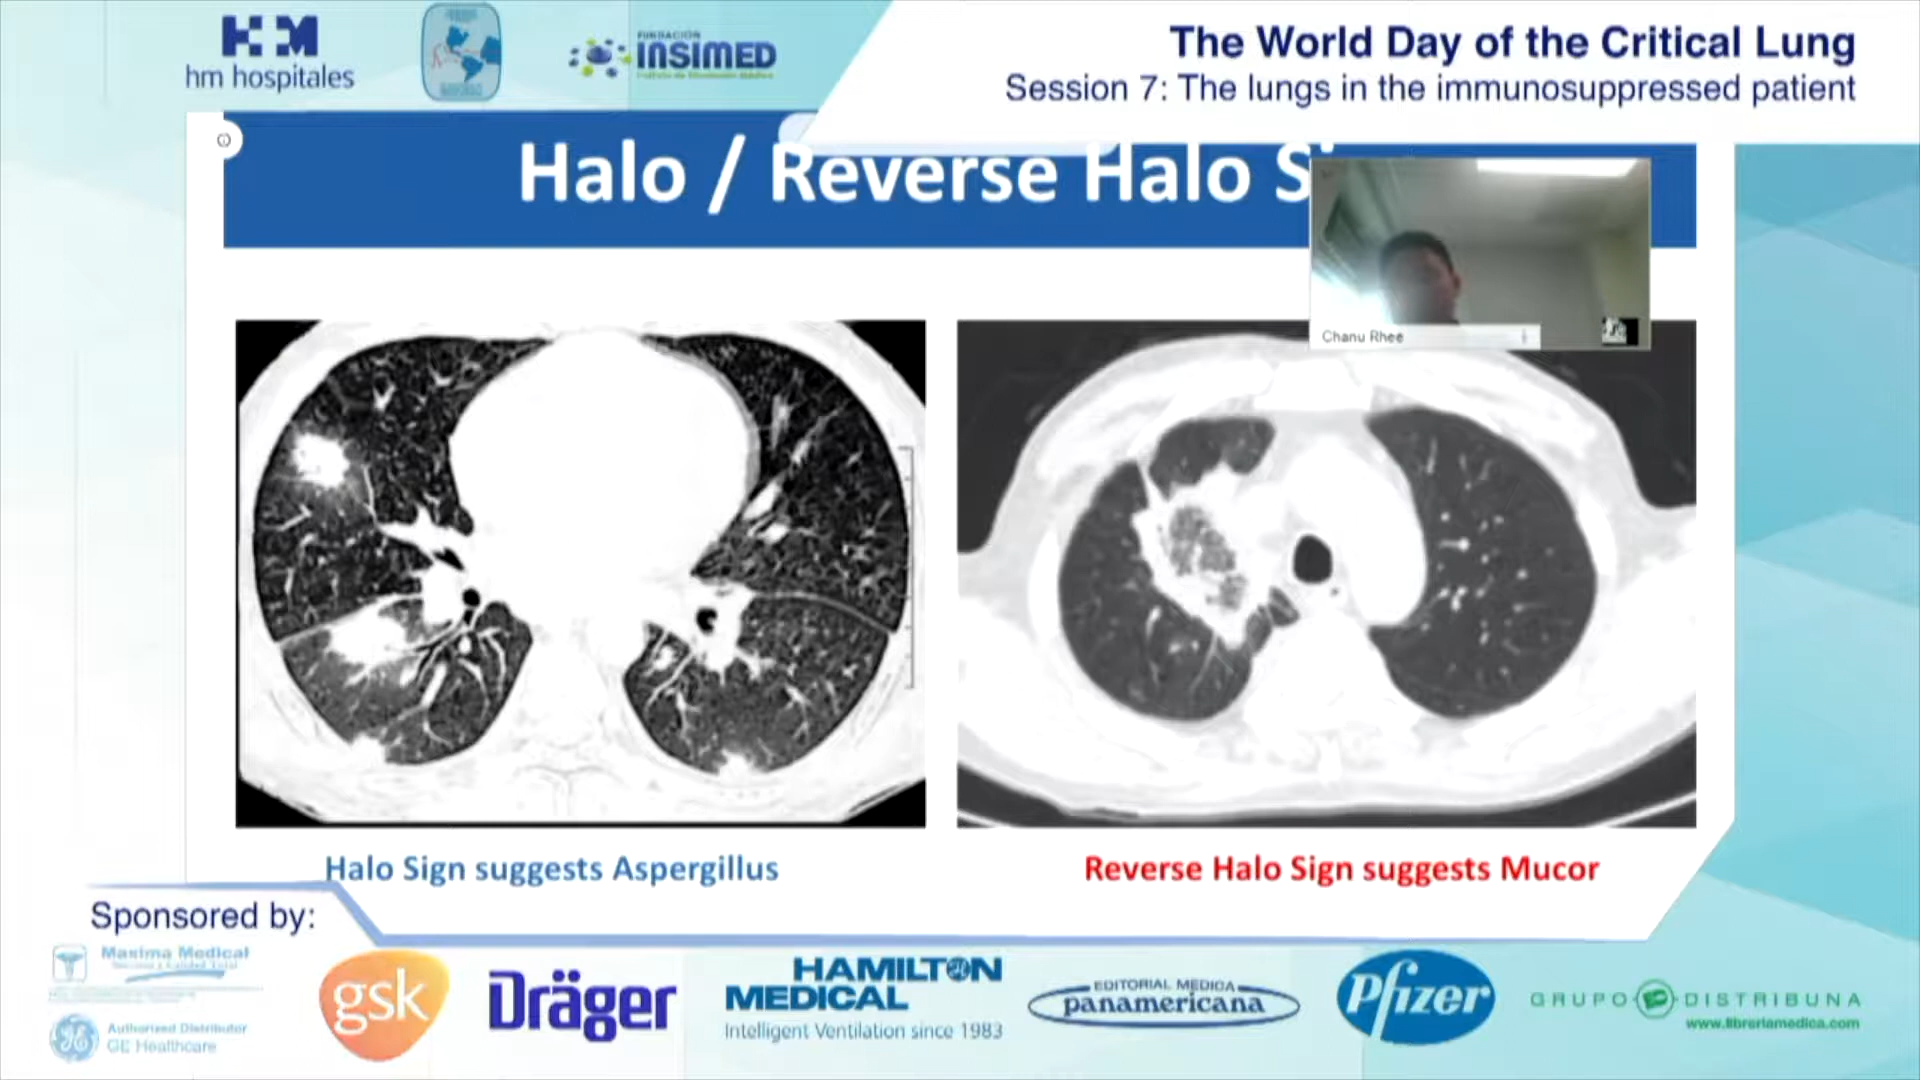 HM
hm hospitales
FUNDACIÓN
INSIMED
The World Day of the Critical Lung
Session 7: The lungs in the immunosuppressed patient
Halo / Reverse Halo
Chanu Rhee
Halo Sign suggests Aspergillus
Reverse Halo Sign suggests Mucor
Sponsored by:
Maxima Medical
Authorized Distributor
GE Healthcare
gsk
Dräger
HAMILTON
MEDICAL
Intelligent Ventilation since 1983
EDITORIAL MEDICA
panamericana
Pfizer
GRUPO DISTRIBUNA
www.libreriamedica.com